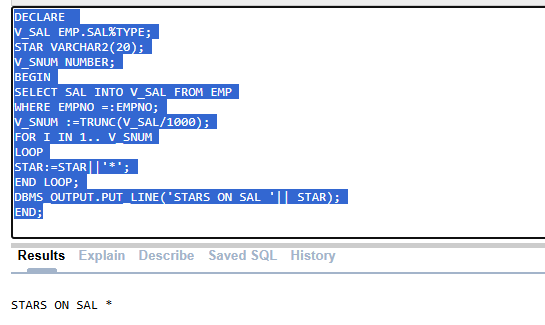 DECLARE
V_SAL EMP.SAL%TYPE;
STAR VARCHAR2(20);
V_SNUM NUMBER;
BEGIN
SELECT SAL INTO V_SAL FROM EMP
WHERE EMPNO =:EMPNO;
V_SNUM :=TRUNC(V_SAL/1000);
FOR I IN 1.. V_SNUM
LOOP
STAR:=STAR||'*';
END LOOP;
DBMS_OUTPUT.PUT_LINE('STARS ON SAL '|| STAR);
END;
Results Explain Describe Saved SQL History
STARS ON SAL *